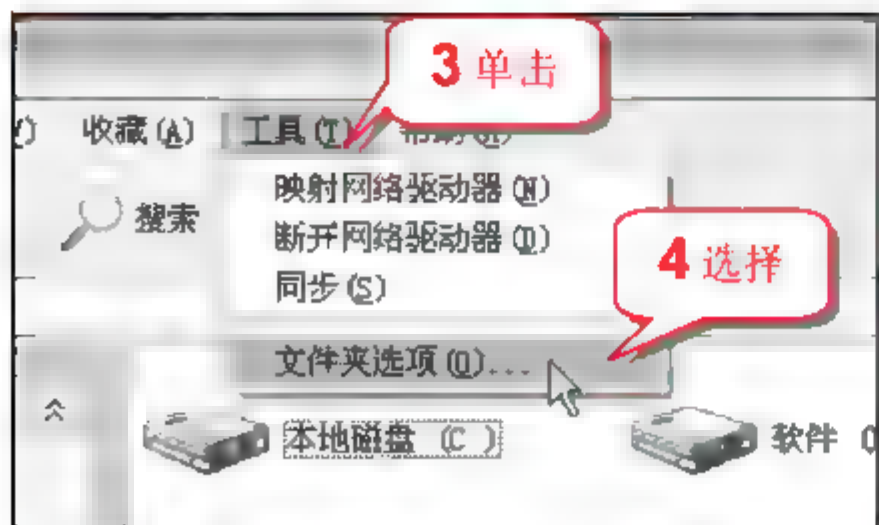 3 单击
收藏(A) 工具(T)
映射网络驱动器(N)
搜索
断开网络驱动器(D)
4 选择
同步(S)
文件夹选项(O)...
本地磁盘 (C )
软件